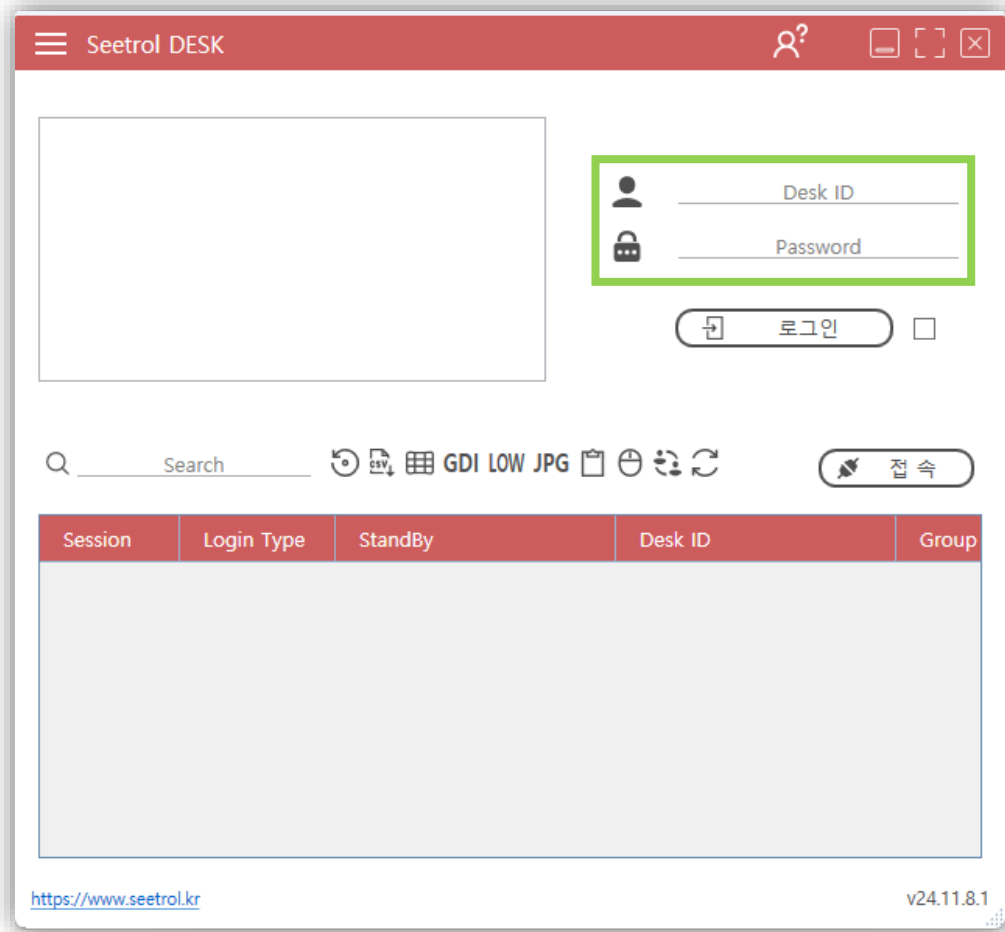 Seetrol DESK
Desk ID
Password
로그인
Search
CSV
GDI LOW JPG
접 속
Session Login Type StandBy Desk ID Group
https://www.seetrol.kr
v24.11.8.1